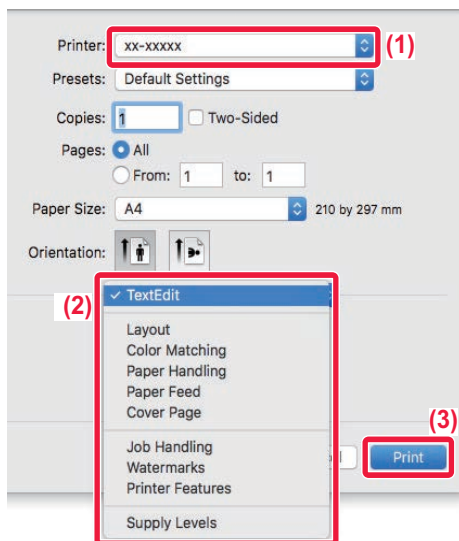 Printer: xx-xxxxx (1)
Presets: Default Settings
Copies: 1 Two-Sided
Pages: All
From: 1 to: 1
Paper Size: A4 210 by 297 mm
Orientation:
(2) ✓ TextEdit
Layout
Color Matching
Paper Handling
Paper Feed
Cover Page
(3)
Job Handling
Print
Watermarks
Printer Features
Supply Levels